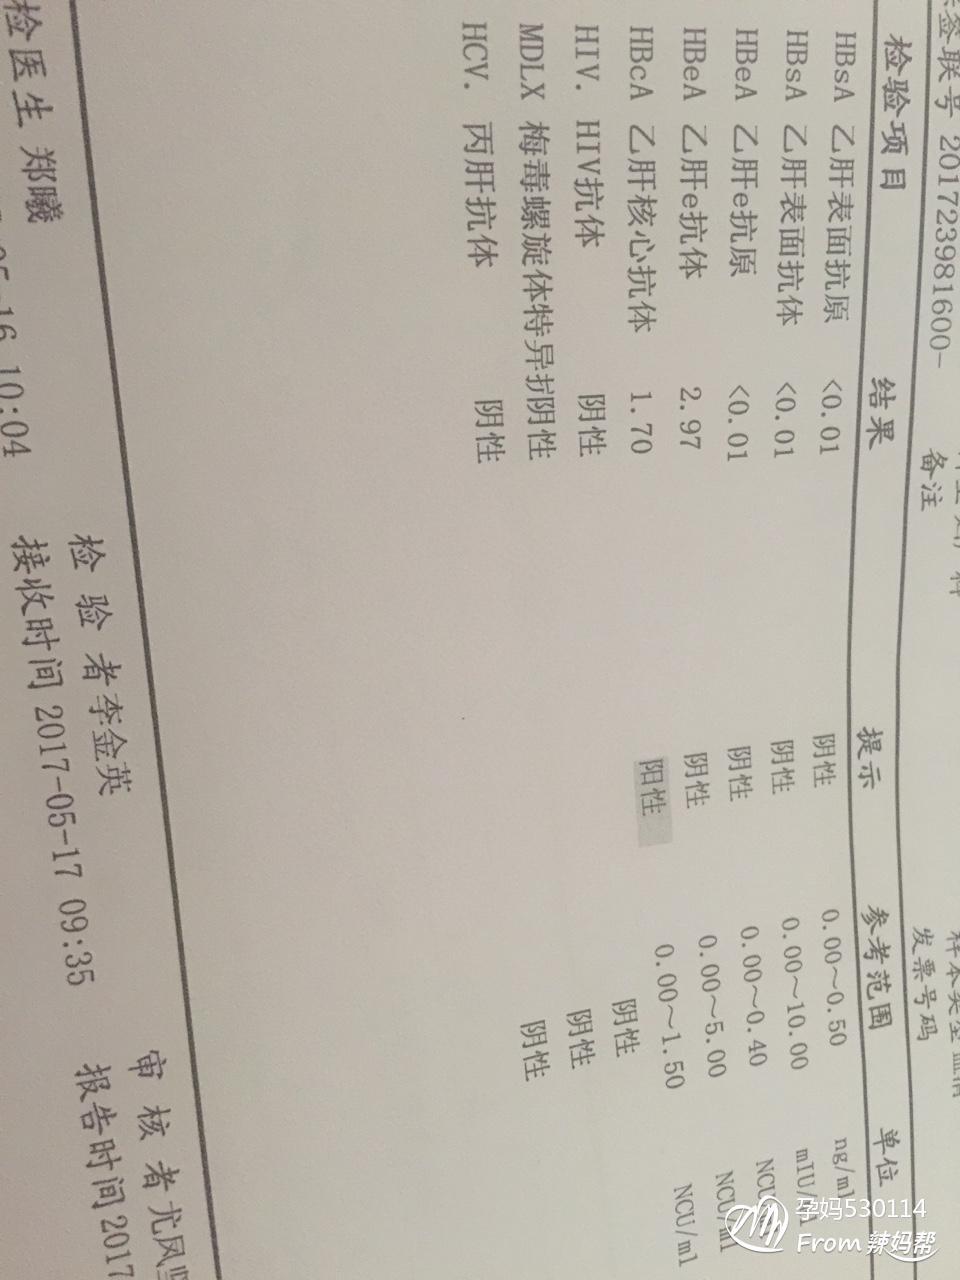 签联号 201723981600-
备注
样本类型 血清
发票号码
检验项目 结果 提示 参考范围 单位
HBsA 乙肝表面抗原 <0.01 阴性 0.00～0.50 ng/ml
HBsA 乙肝表面抗体 <0.01 阴性 0.00～10.00 mIU/
HBeA 乙肝e抗原 <0.01 阴性 0.00～0.40 NCU
HBeA 乙肝e抗体 2.97 阴性 0.00～5.00 NCU/ml
HBcA 乙肝核心抗体 1.70 阳性 0.00～1.50 NCU/ml
HIV. HIV抗体 阴性 阴性
MDLX 梅毒螺旋体特异抗 阴性 阴性
HCV. 丙肝抗体 阴性 阴性
检医生 郑曦 检验者 李金英 审核者 尤凤坚
05-16 10:04 接收时间 2017-05-17 09:35 报告时间 2017
孕妈530114
From 辣妈帮